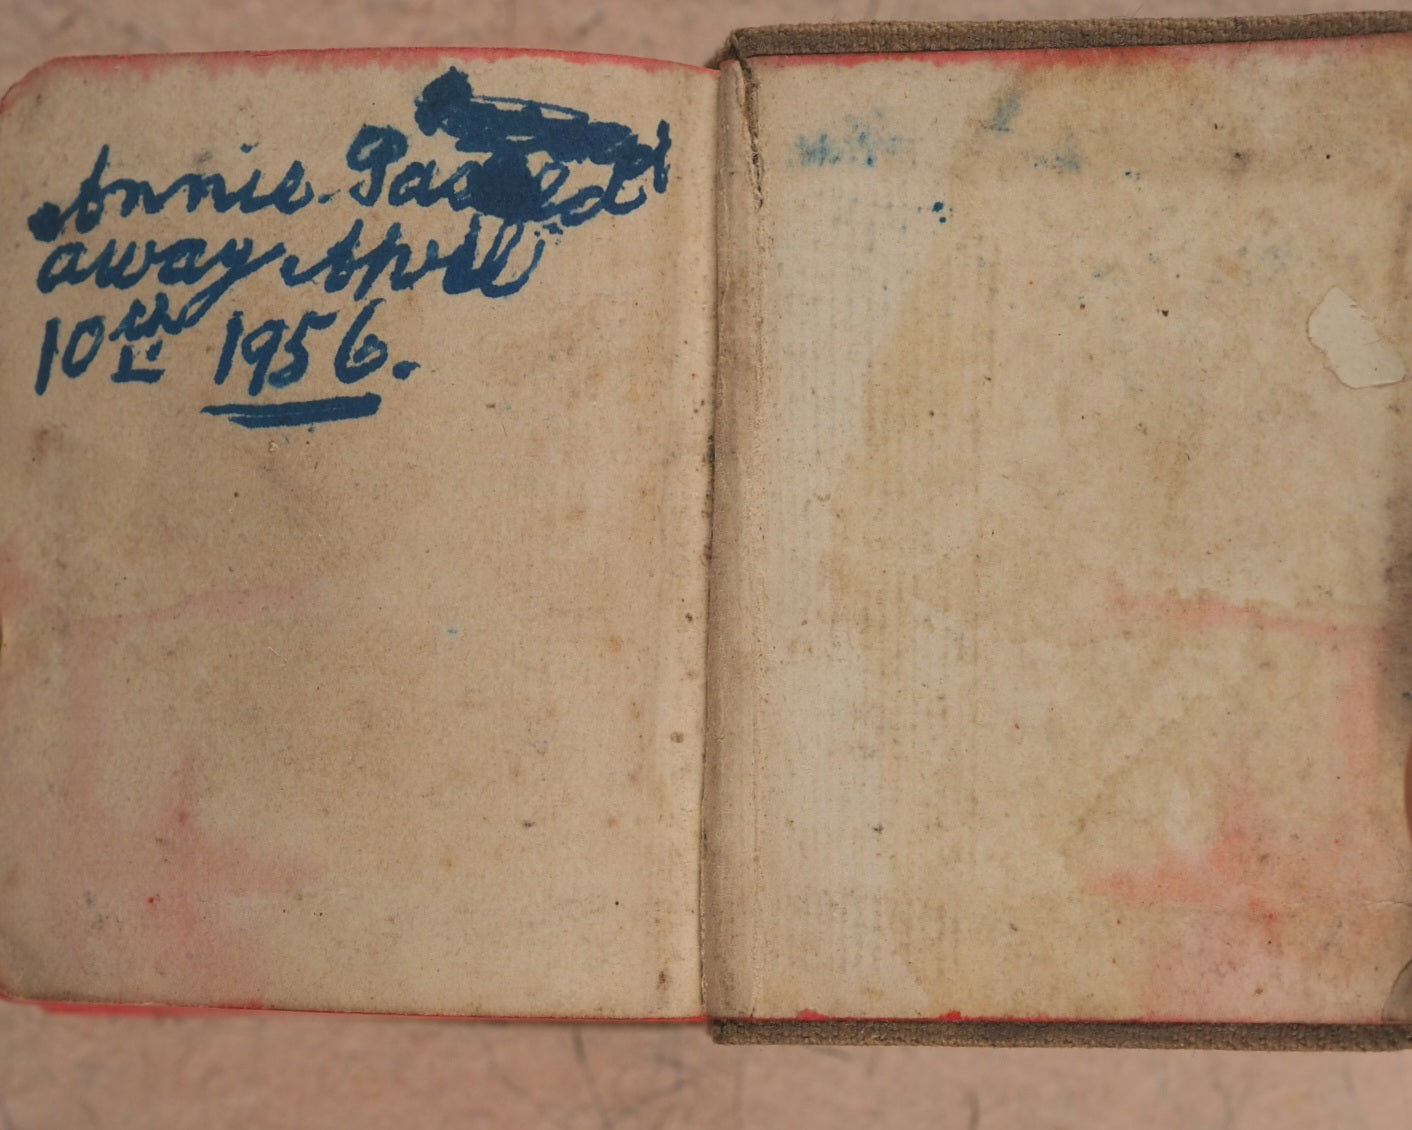 Annie Passed
away April
10th 1956.